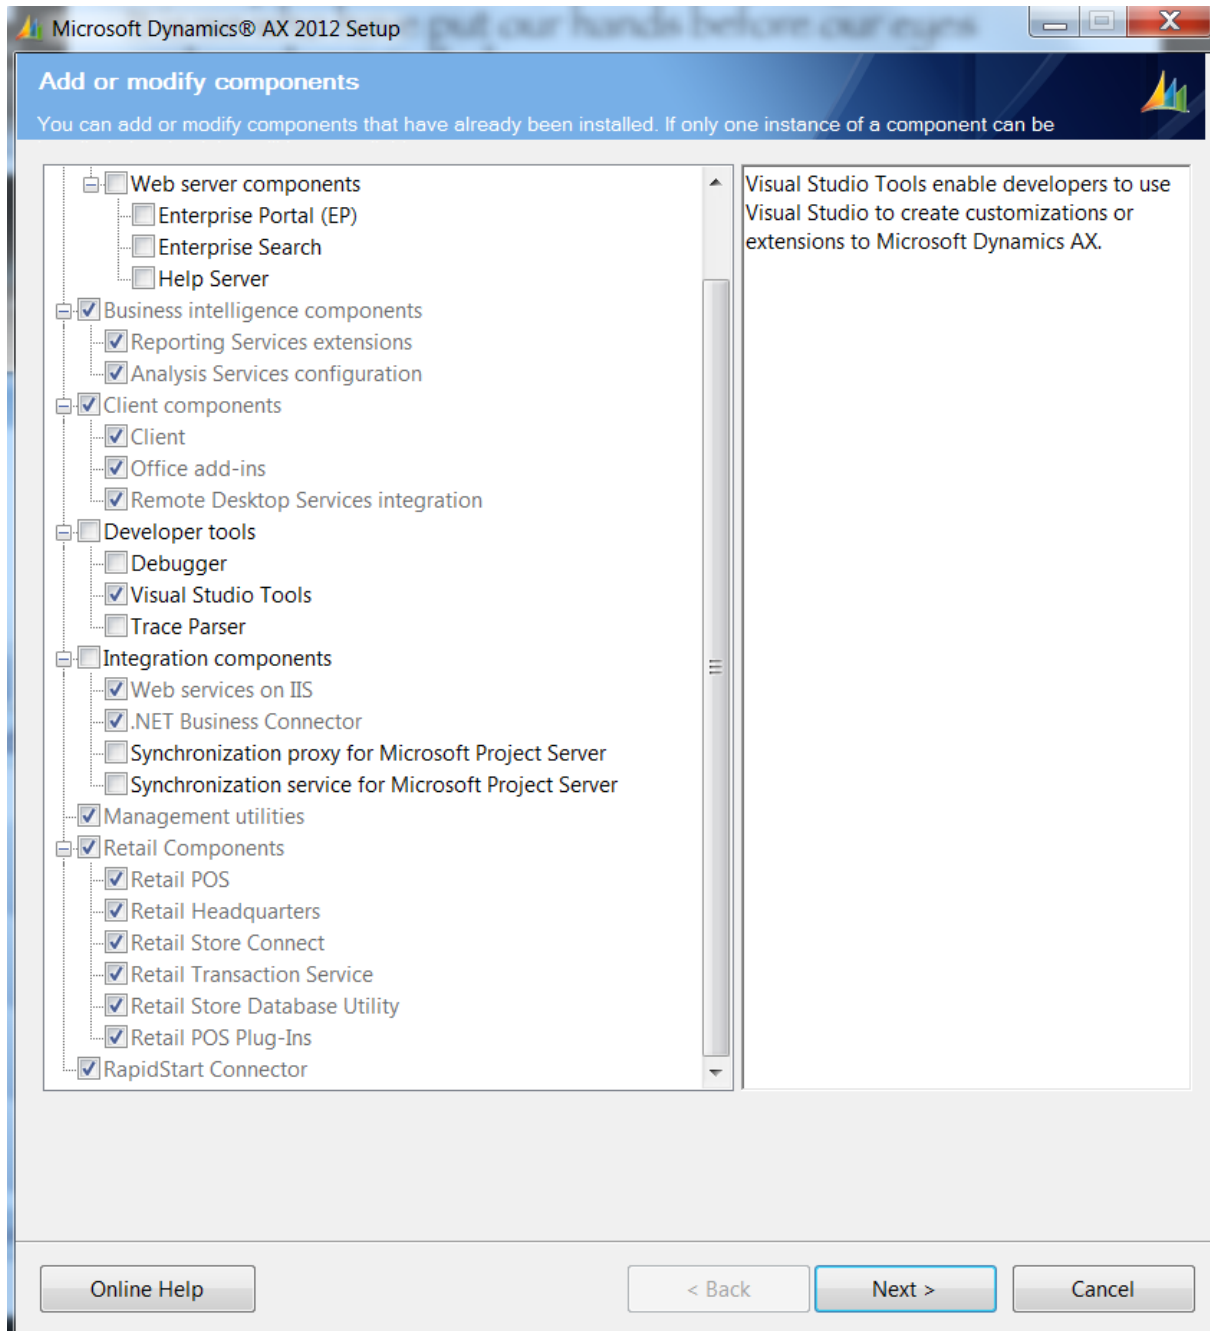 put our hands before our eyes
Microsoft Dynamics® AX 2012 Setup
X
Add or modify components
You can add or modify components that have already been installed. If only one instance of a component can be
Web server components
Enterprise Portal (EP)
Enterprise Search
Help Server
Business intelligence components
Reporting Services extensions
Analysis Services configuration
Client components
Client
Office add-ins
Remote Desktop Services integration
Developer tools
Debugger
Visual Studio Tools
Trace Parser
Integration components
Web services on IIS
.NET Business Connector
Synchronization proxy for Microsoft Project Server
Synchronization service for Microsoft Project Server
Management utilities
Retail Components
Retail POS
Retail Headquarters
Retail Store Connect
Retail Transaction Service
Retail Store Database Utility
Retail POS Plug-Ins
RapidStart Connector
Visual Studio Tools enable developers to use
Visual Studio to create customizations or
extensions to Microsoft Dynamics AX.
Online Help
< Back
Next >
Cancel